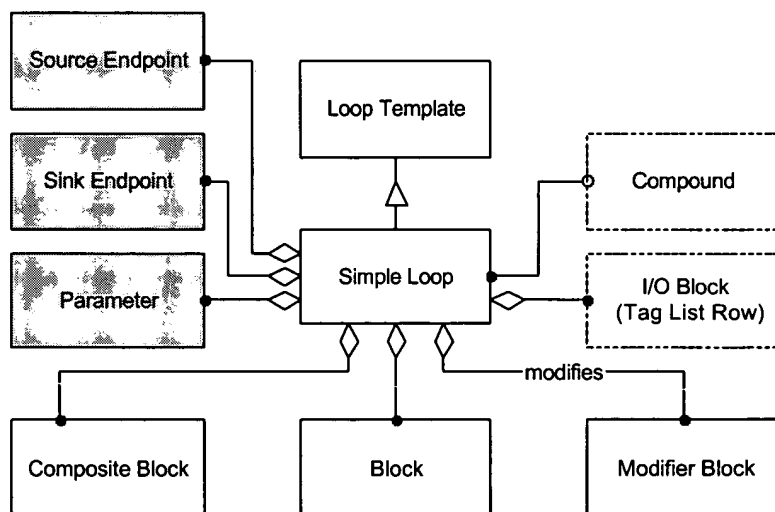 Source Endpoint
Loop Template
Sink Endpoint
Compound
Simple Loop
Parameter
I/O Block
(Tag List Row)
modifies
Composite Block
Block
Modifier Block